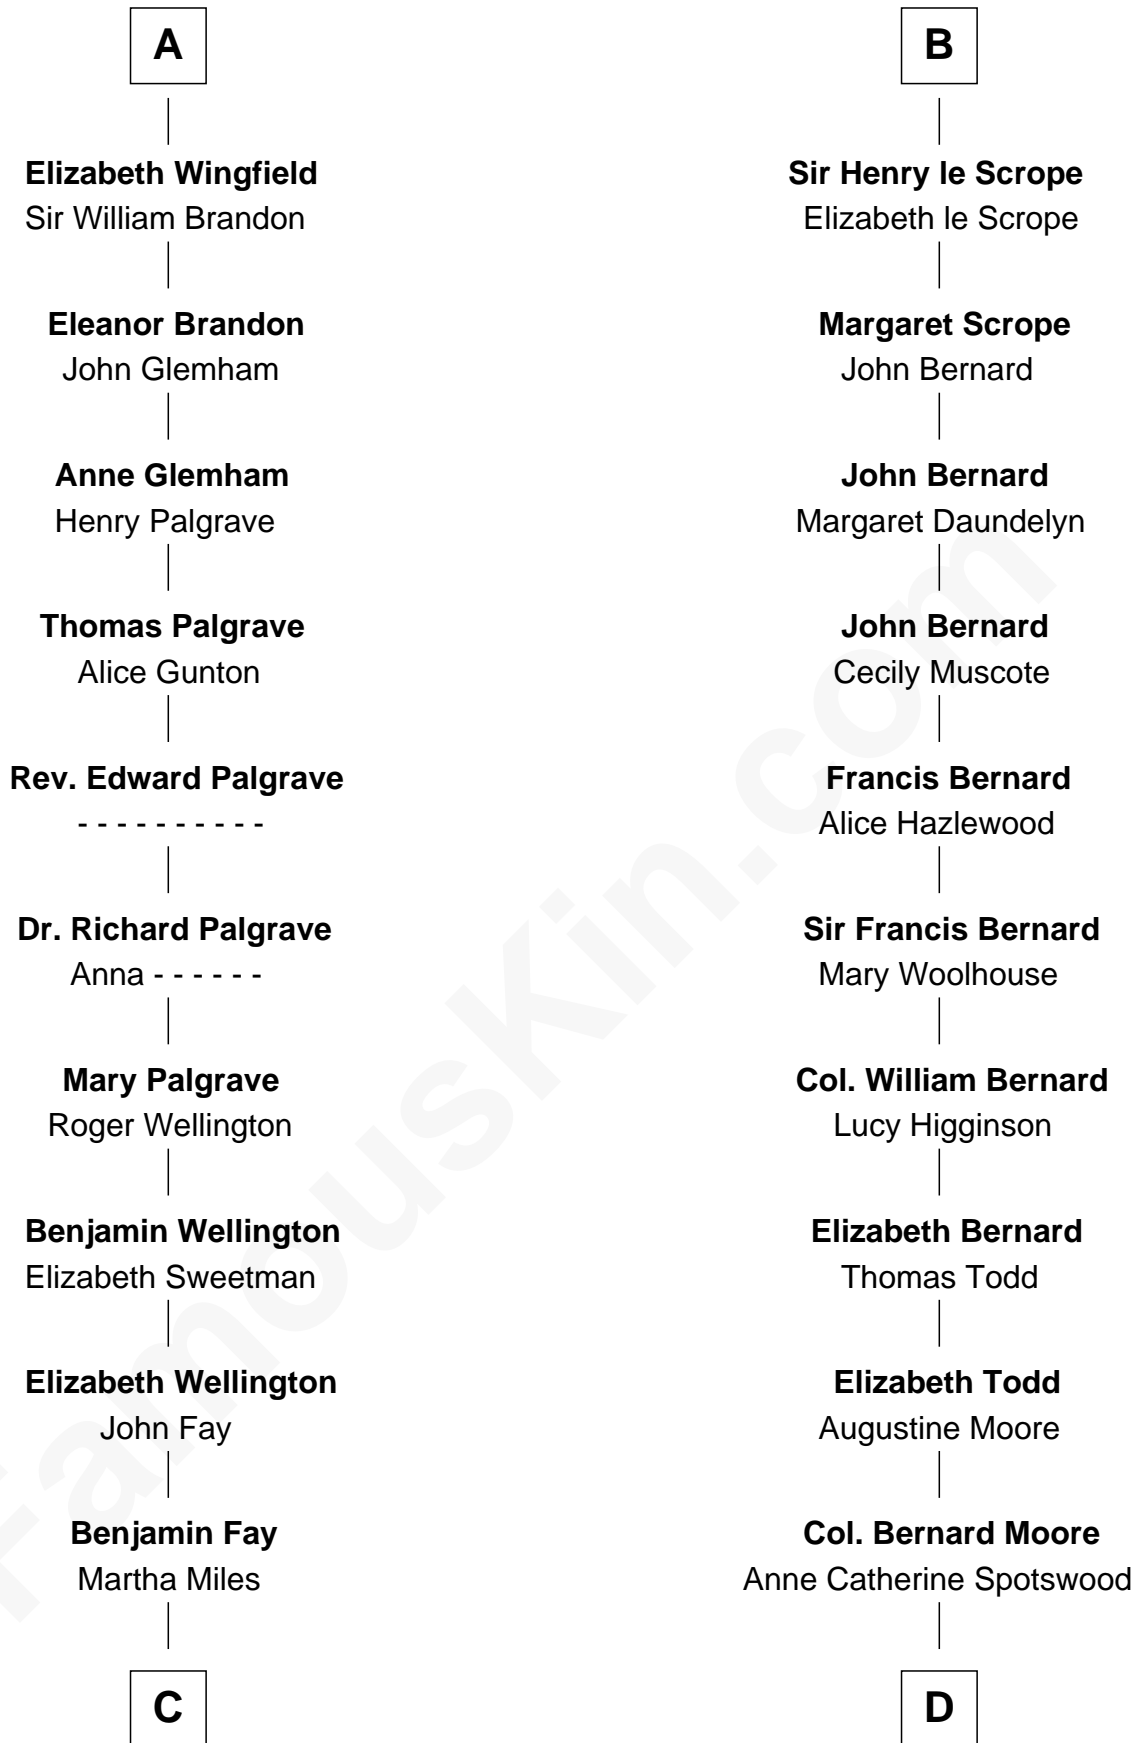 A
Elizabeth Wingfield
Sir William Brandon
Eleanor Brandon
John Glemham
Anne Glemham
Henry Palgrave
Thomas Palgrave
Alice Gunton
Rev. Edward Palgrave
- - - - - - - - - -
Dr. Richard Palgrave
Anna - - - - - -
Mary Palgrave
Roger Wellington
Benjamin Wellington
Elizabeth Sweetman
Elizabeth Wellington
John Fay
Benjamin Fay
Martha Miles
C
B
Sir Henry le Scrope
Elizabeth le Scrope
Margaret Scrope
John Bernard
John Bernard
Margaret Daundelyn
John Bernard
Cecily Muscote
Francis Bernard
Alice Hazlewood
Sir Francis Bernard
Mary Woolhouse
Col. William Bernard
Lucy Higginson
Elizabeth Bernard
Thomas Todd
Elizabeth Todd
Augustine Moore
Col. Bernard Moore
Anne Catherine Spotswood
D
FamousKin.com